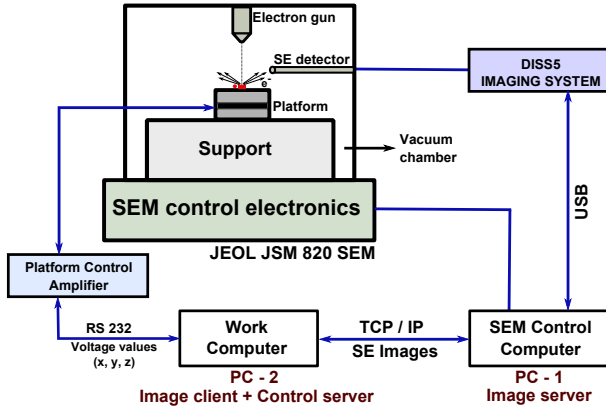 Electron gun
SE detector
e-
Platform
DISS5
IMAGING SYSTEM
Support
Vacuum
chamber
SEM control electronics
JEOL JSM 820 SEM
USB
Platform Control
Amplifier
RS 232
Voltage values
(x, y, z)
Work
Computer
TCP / IP
SE Images
SEM Control
Computer
PC - 2
Image client + Control server
PC - 1
Image server